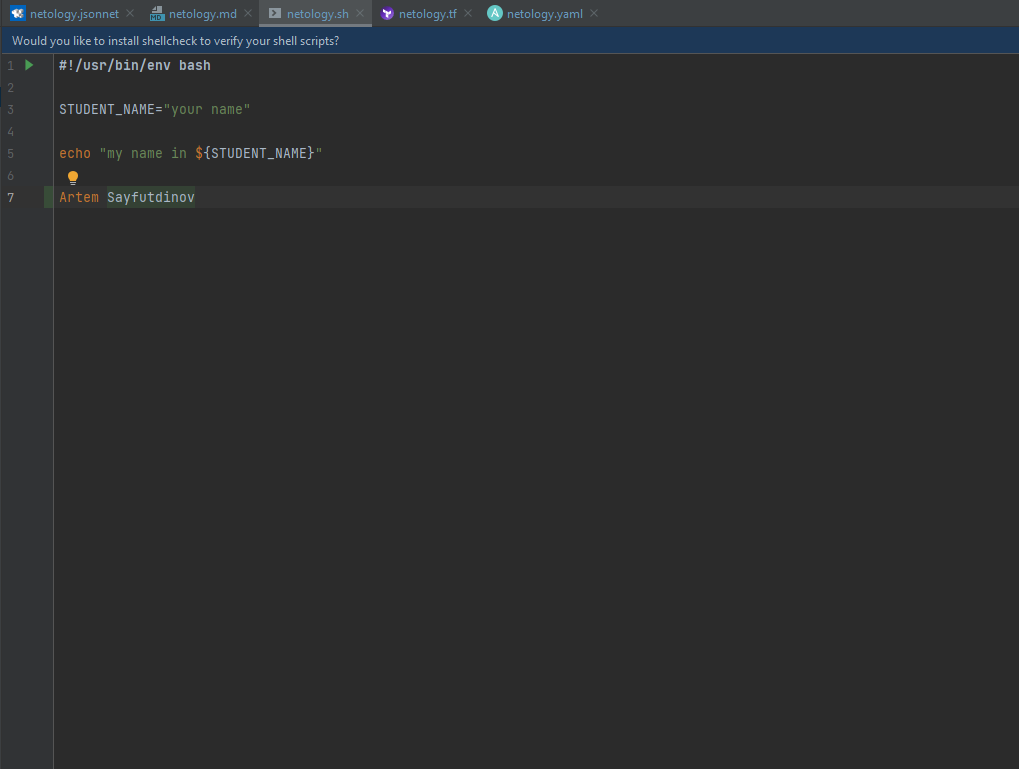 netology.jsonnet netology.md netology.sh netology.tf netology.yaml
Would you like to install shellcheck to verify your shell scripts?
1 #!/usr/bin/env bash
2
3 STUDENT_NAME="your name"
4
5 echo "my name in ${STUDENT_NAME}"
6
7 Artem Sayfutdinov